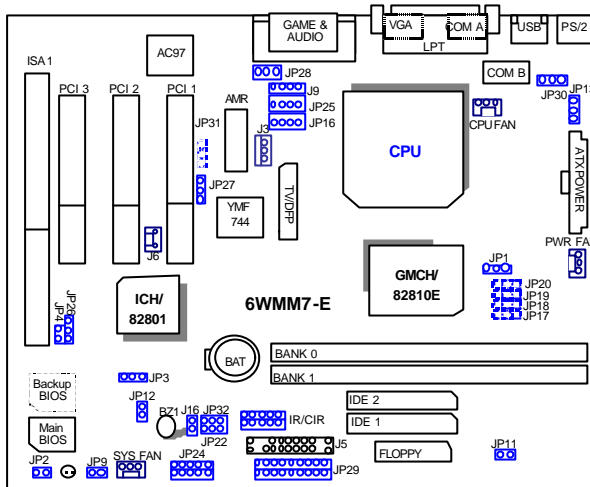 GAME &
AUDIO
VGA
COM A
LPT
USB
PS/2
ISA 1
AC97
COM B
JP28
J9
JP25
JP16
JP30
JP13
PCI 3
PCI 2
PCI 1
JP31
AMR
J3
CPU
CPU FAN
ATX POWER
JP27
YMF
744
TV/DFP
J6
PWR FA
JP1
ICH/
82801
6WMM7-E
GMCH/
82810E
JP20
JP19
JP18
JP17
JP4
JP26
BAT
BANK 0
BANK 1
JP3
Backup
BIOS
JP12
BZ1
J16
JP32
IR/CIR
IDE 2
IDE 1
Main
BIOS
JP22
J5
FLOPPY
JP11
JP2
JP9
SYS FAN
JP24
JP29